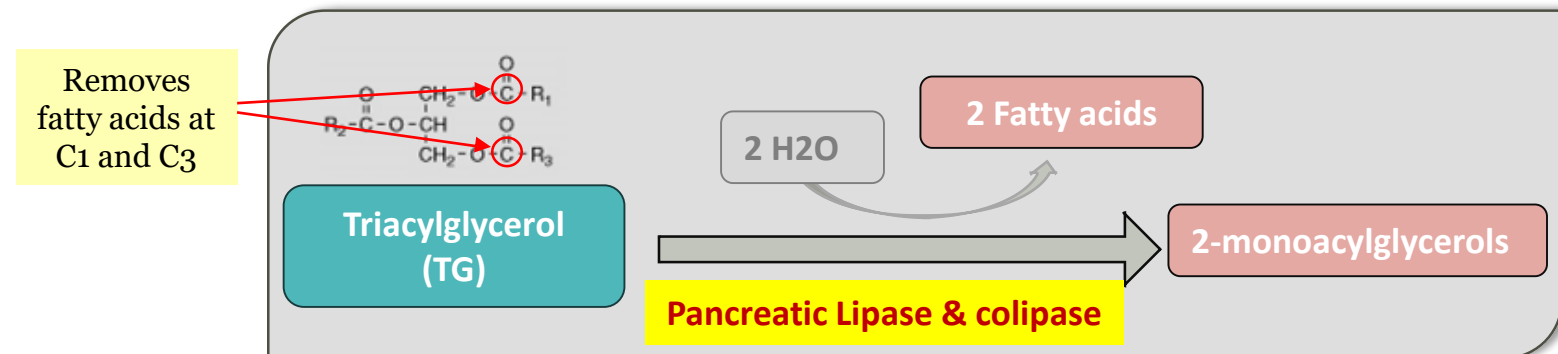 Removes
fatty acids at
C1 and C3
O
CH2-O-C-R1
O
R2-C-O-CH
O
CH2-O-C-R3
Triacylglycerol
(TG)
2 H2O
2 Fatty acids
2-monoacylglycerols
Pancreatic Lipase & colipase